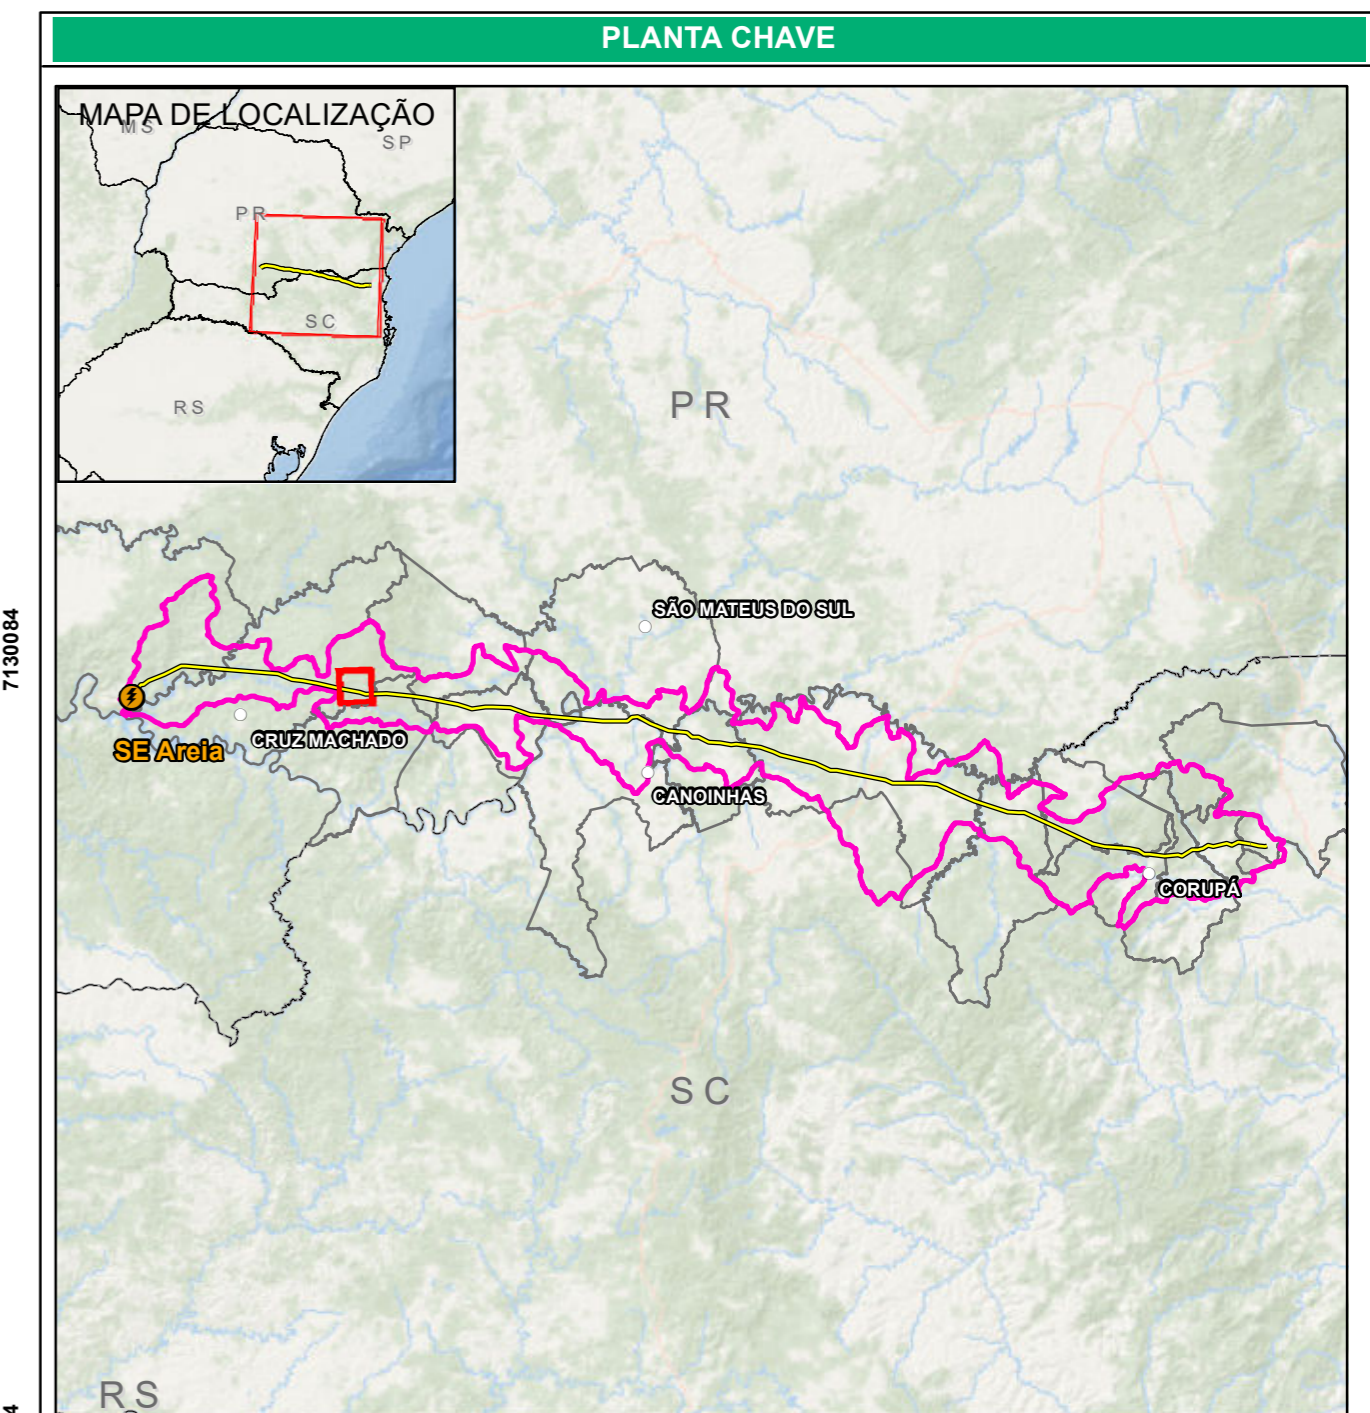 PLANTA CHAVE
MAPA DE LOCALIZAÇÃO
MS
SP
PR
SC
RS
PR
7130084
SÃO MATEUS DO SUL
SE Areia
CRUZ MACHADO
CANOINHAS
CORUPÁ
SC
RS
4